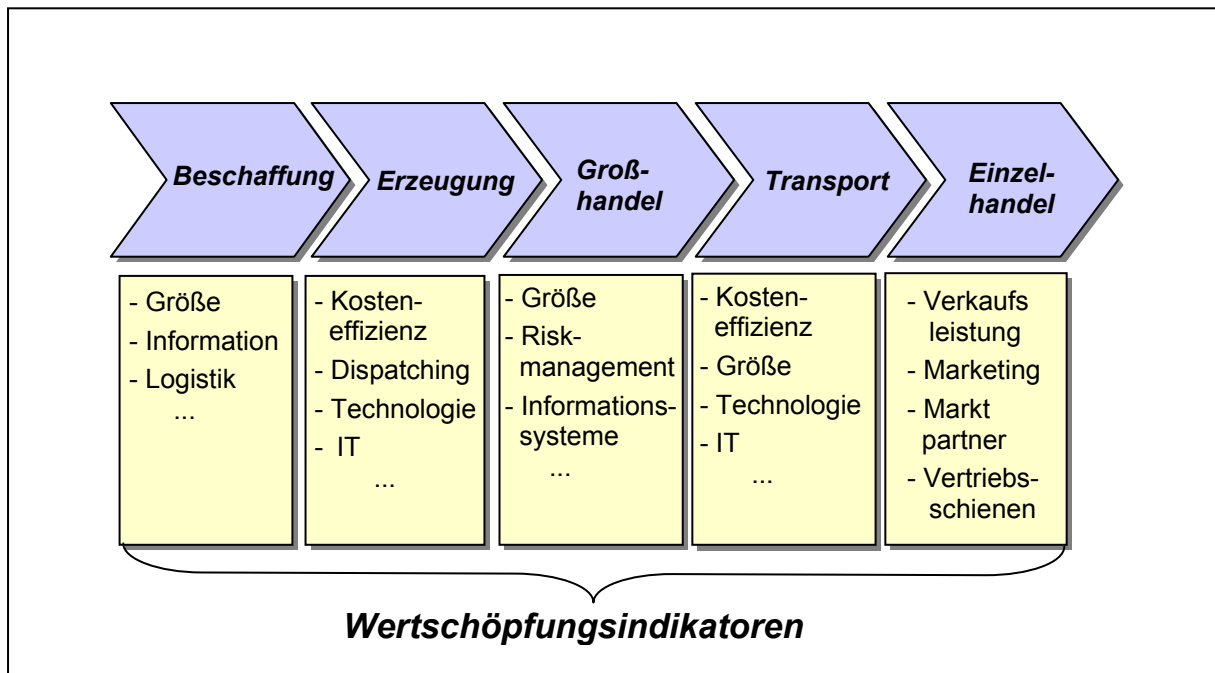 Beschaffung
Erzeugung
Groß-
handel
Transport
Einzel-
handel
- Größe
- Information
- Logistik
...
- Kosten-
effizienz
- Dispatching
- Technologie
- IT
...
- Größe
- Risk-
management
- Informations-
systeme
...
- Kosten-
effizienz
- Größe
- Technologie
- IT
...
- Verkaufs
leistung
- Marketing
- Markt
partner
- Vertriebs-
schienen
Wertschöpfungsindikatoren